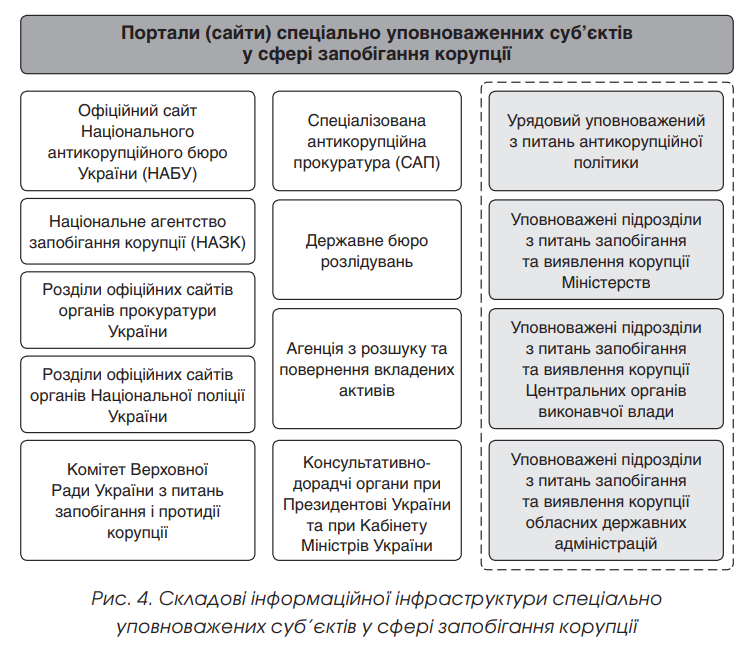 Портали (сайти) спеціально уповноваженних суб’єктів
у сфері запобігання корупції
Офіційний сайт
Національного
антикорупційного бюро
України (НАБУ)
Національне агентство
запобігання корупції (НАЗК)
Розділи офіційних сайтів
органів прокуратури
України
Розділи офіційних сайтів
органів Національної поліції
України
Комітет Верховної
Ради України з питань
запобігання і протидії
корупції
Спеціалізована
антикорупційна
прокуратура (САП)
Державне бюро
розлідувань
Агенція з розшуку та
повернення вкладених
активів
Консультативно-
дорадчі органи при
Президентові України
та при Кабінету
Міністрів України
Урядовий уповноважений
з питань антикорупційної
політики
Уповноважені підрозділи
з питань запобігання
та виявлення корупції
Міністерств
Уповноважені підрозділи
з питань запобігання
та виявлення корупції
Центральних органів
виконавчої влади
Уповноважені підрозділи
з питань запобігання
та виявлення корупції
обласних державних
адміністрацій
Рис. 4. Складові інформаційної інфраструктури спеціально
уповноважених суб’єктів у сфері запобігання корупції